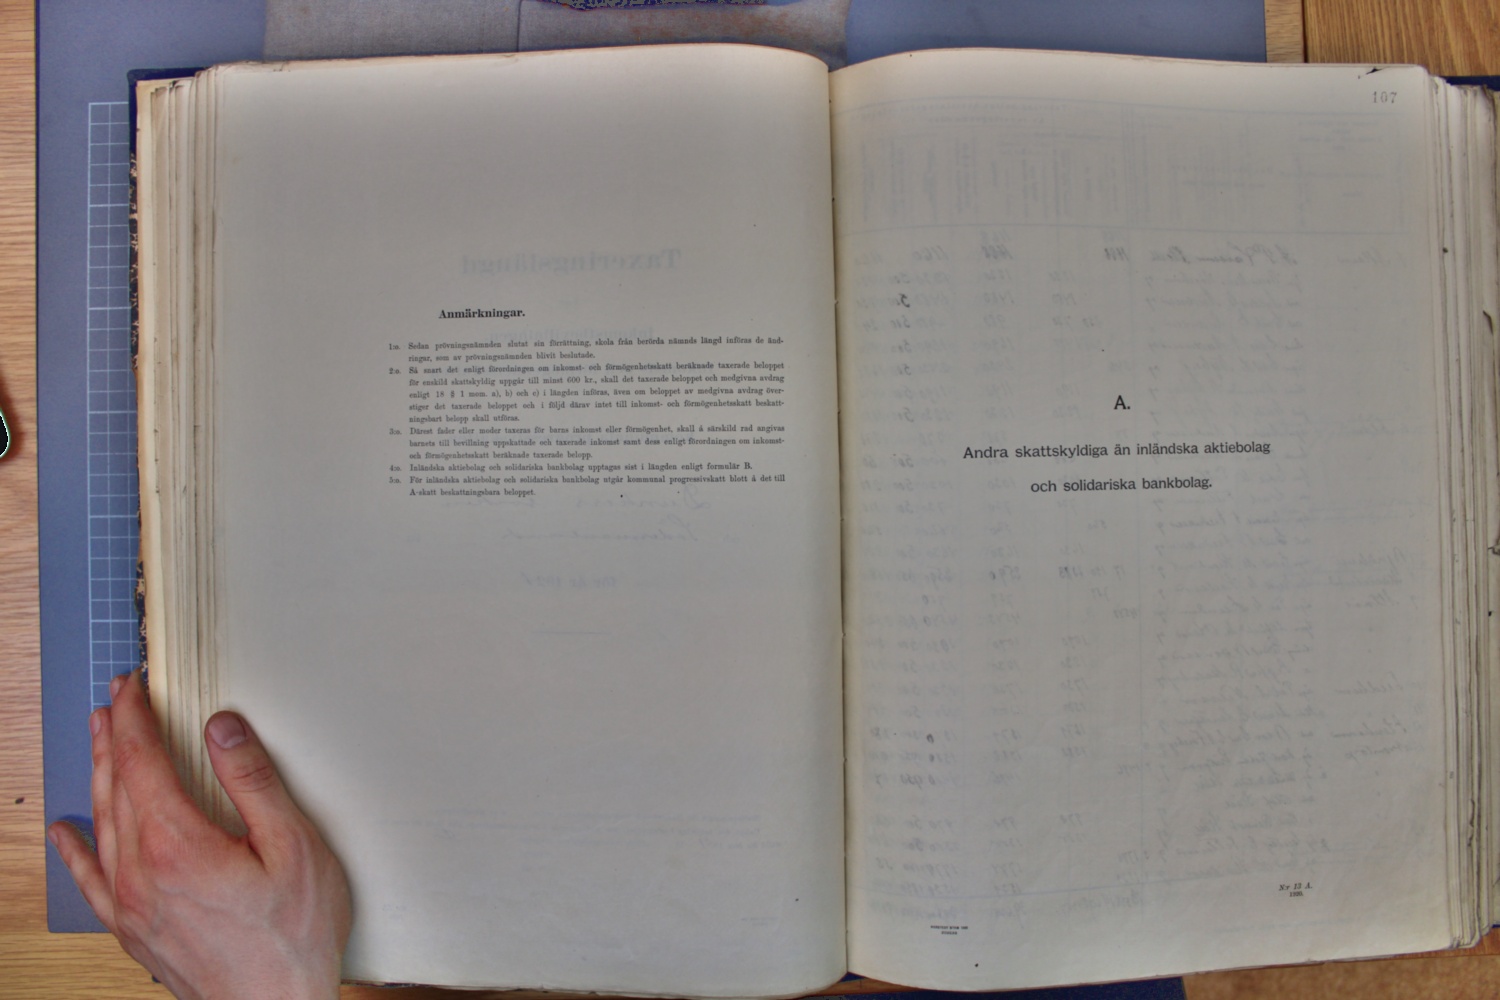 Anmärkningar.
1:o. Sedan prövningsnämnden slutat sin förrättning, skola från berörda nämnds längd införas de änd-
ringar, som av prövningsnämnden blivit beslutade.
2:o. Så snart det enligt förordningen om inkomst- och förmögenhetsskatt beräknade taxerade beloppet
för enskild skattskyldig uppgår till minst 600 kr., skall det taxerade beloppet och medgivna avdrag
enligt 18 § 1 mom. a), b) och c) i längden införas, även om beloppet av medgivna avdrag över-
stiger det taxerade beloppet och i följd därav intet till inkomst- och förmögenhetsskatt beskatt-
ningsbart belopp skall utföras.
3:o. Därest fader eller moder taxeras för barns inkomst eller förmögenhet, skall å särskild rad angivas
barnets till bevillning uppskattade och taxerade inkomst samt dess enligt förordningen om inkomst-
och förmögenhetsskatt beräknade taxerade belopp.
4:o. Inländska aktiebolag och solidariska bankbolag upptagas sist i längden enligt formulär B.
5:o. För inländska aktiebolag och solidariska bankbolag utgår kommunal progressivskatt blott å det till
A-skatt beskattningsbara beloppet.
107
A.
Andra skattskyldiga än inländska aktiebolag
och solidariska bankbolag.
N:r 13 A.
1920.